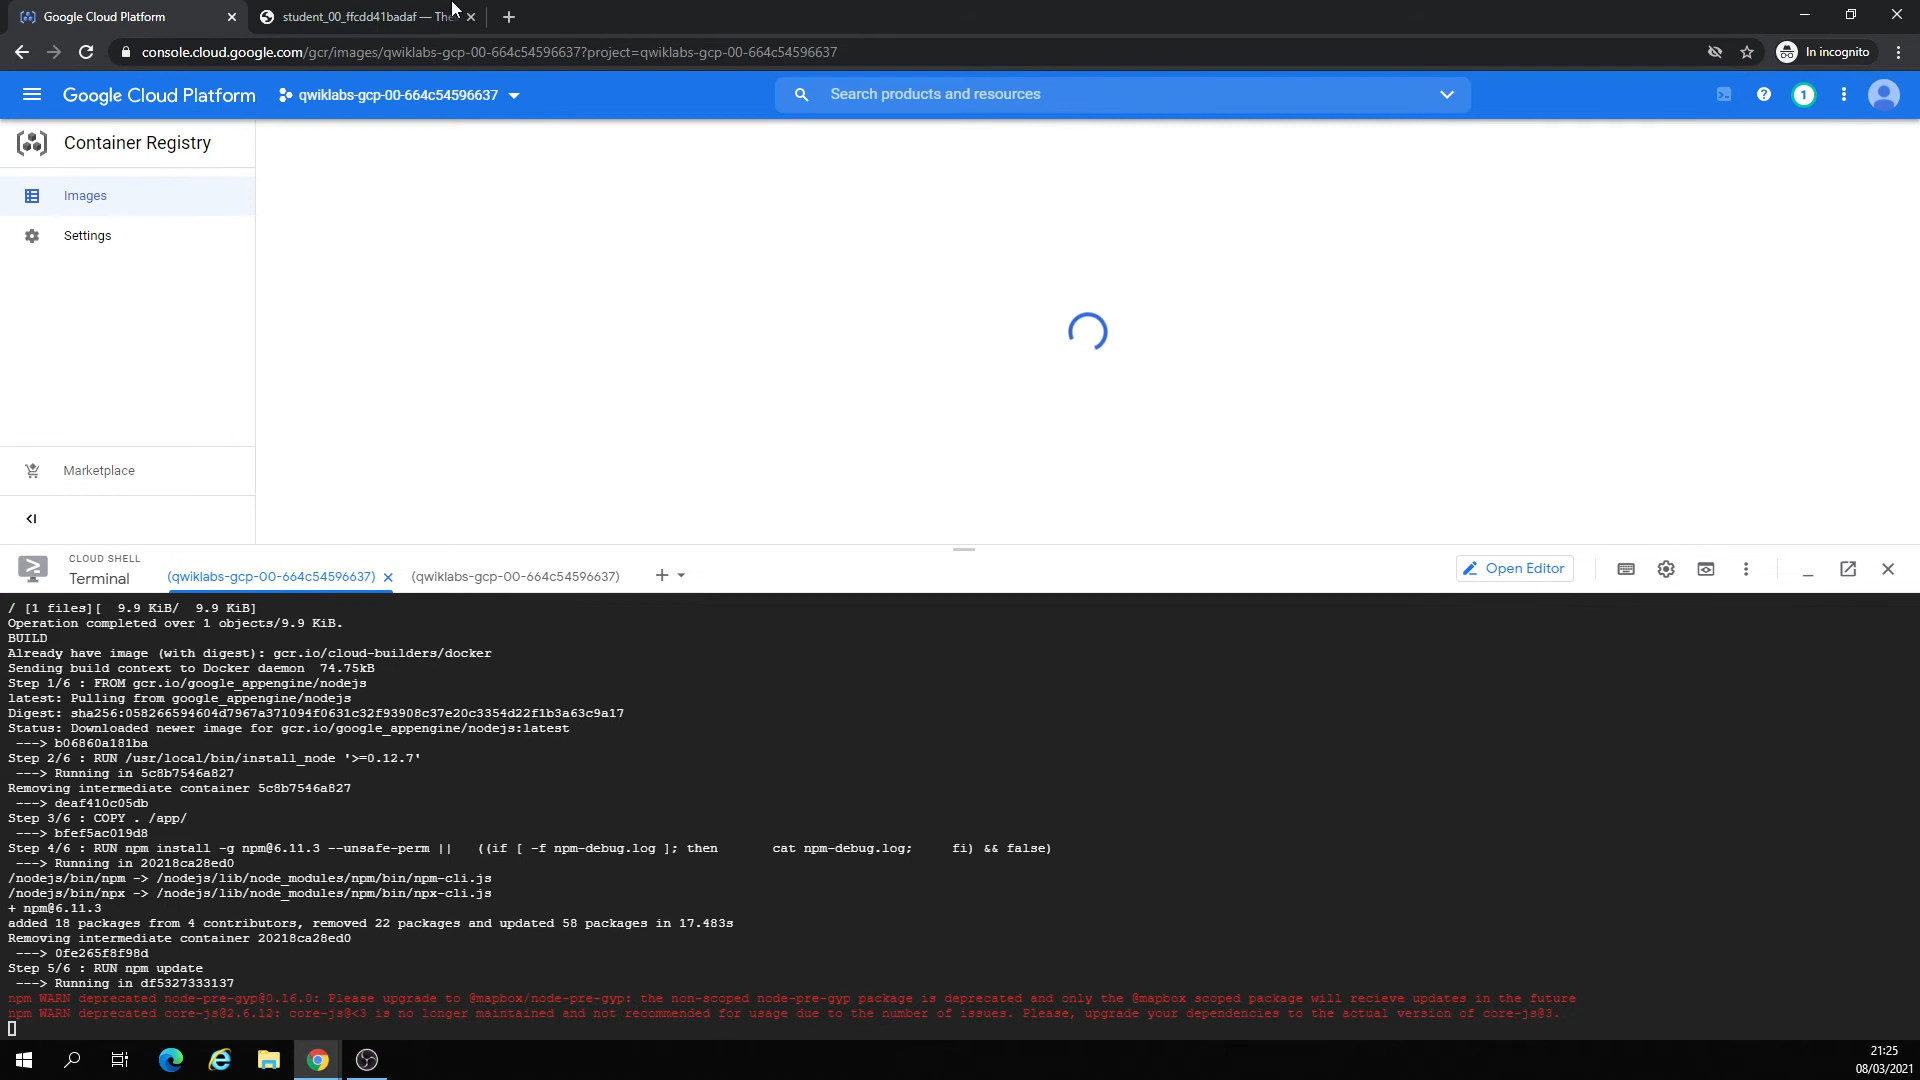 Google Cloud Platform
student_00_ffcdd41badaf — The
console.cloud.google.com/gcr/images/qwiklabs-gcp-00-664c54596637?project=qwiklabs-gcp-00-664c54596637
In incognito
Google Cloud Platform
qwiklabs-gcp-00-664c54596637
Search products and resources
1
Container Registry
Images
Settings
Marketplace
CLOUD SHELL
Terminal
(qwiklabs-gcp-00-664c54596637)
(qwiklabs-gcp-00-664c54596637)
Open Editor
/ [1 files][  9.9 KiB/  9.9 KiB]
Operation completed over 1 objects/9.9 KiB.
BUILD
Already have image (with digest): gcr.io/cloud-builders/docker
Sending build context to Docker daemon  74.75kB
Step 1/6 : FROM gcr.io/google_appengine/nodejs
latest: Pulling from google_appengine/nodejs
Digest: sha256:058266594604d7967a371094f0631c32f93908c37e20c3354d22f1b3a63c9a17
Status: Downloaded newer image for gcr.io/google_appengine/nodejs:latest
 ---> b06860a181ba
Step 2/6 : RUN /usr/local/bin/install_node '>=0.12.7'
 ---> Running in 5c8b7546a827
Removing intermediate container 5c8b7546a827
 ---> deaf410c05db
Step 3/6 : COPY . /app/
 ---> bfef5ac019d8
Step 4/6 : RUN npm install -g npm@6.11.3 --unsafe-perm ||   ((if [ -f npm-debug.log ]; then       cat npm-debug.log;     fi) && false)
 ---> Running in 20218ca28ed0
/nodejs/bin/npm -> /nodejs/lib/node_modules/npm/bin/npm-cli.js
/nodejs/bin/npx -> /nodejs/lib/node_modules/npm/bin/npx-cli.js
+ npm@6.11.3
added 18 packages from 4 contributors, removed 22 packages and updated 58 packages in 17.483s
Removing intermediate container 20218ca28ed0
 ---> 0fe265f8f98d
Step 5/6 : RUN npm update
 ---> Running in df5327333137
npm WARN deprecated node-pre-gyp@0.16.0: Please upgrade to @mapbox/node-pre-gyp: the non-scoped node-pre-gyp package is deprecated and only the @mapbox scoped package will recieve updates in the future
npm WARN deprecated core-js@2.6.12: core-js@<3 is no longer maintained and not recommended for usage due to the number of issues. Please, upgrade your dependencies to the actual version of core-js@3.
21:25
08/03/2021